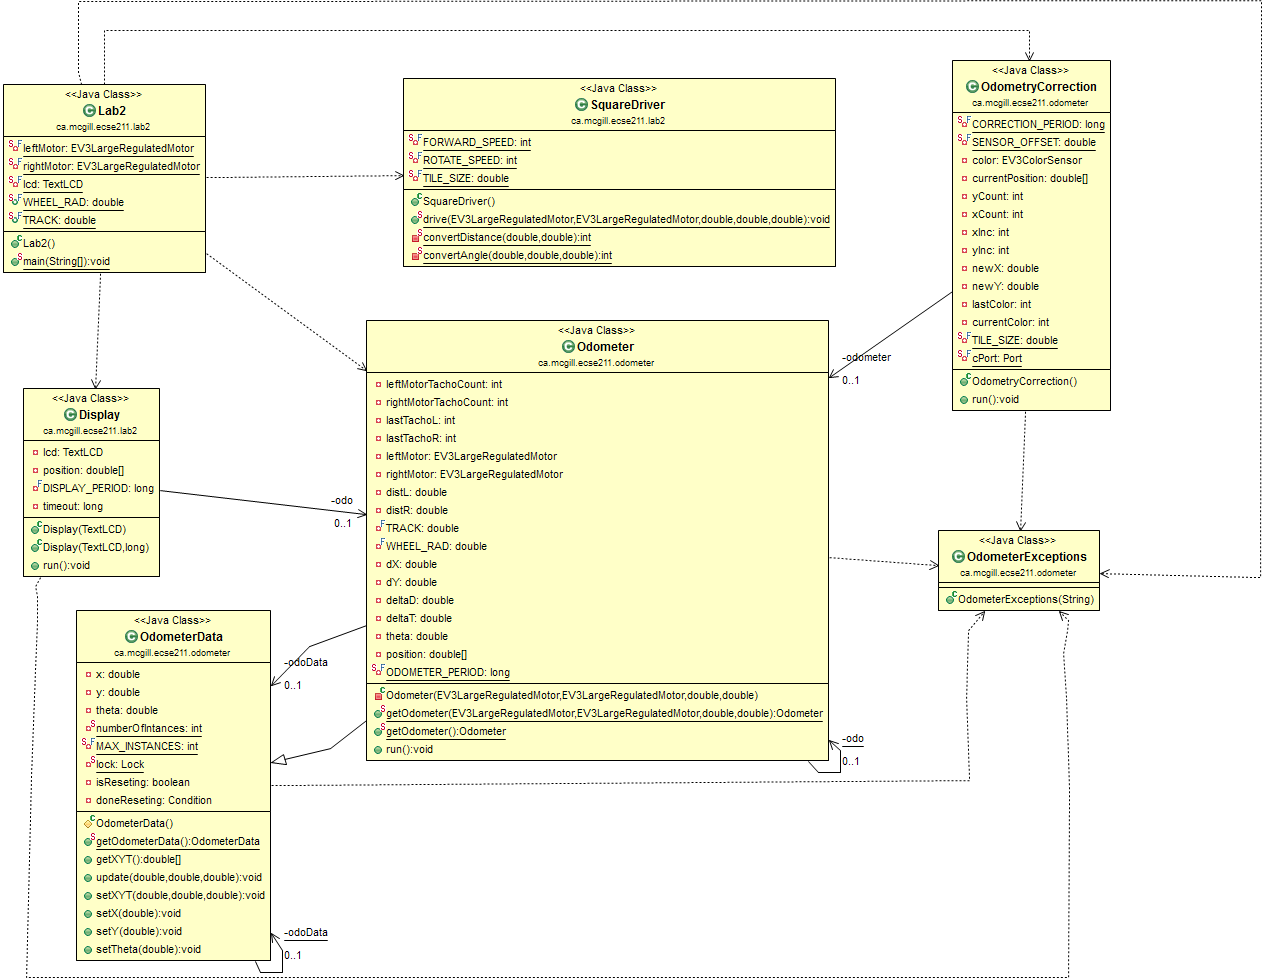 <<Java Class>>
Lab2
ca.mcgill.ecse211.lab2
leftMotor: EV3LargeRegulatedMotor
rightMotor: EV3LargeRegulatedMotor
lcd: TextLCD
WHEEL_RAD: double
TRACK: double
Lab2()
main(String[]):void
<<Java Class>>
SquareDriver
ca.mcgill.ecse211.lab2
FORWARD_SPEED: int
ROTATE_SPEED: int
TILE_SIZE: double
SquareDriver()
drive(EV3LargeRegulatedMotor,EV3LargeRegulatedMotor,double,double,double):void
convertDistance(double,double):int
convertAngle(double,double,double):int
<<Java Class>>
OdometryCorrection
ca.mcgill.ecse211.odometer
CORRECTION_PERIOD: long
SENSOR_OFFSET: double
color: EV3ColorSensor
currentPosition: double[]
yCount: int
xCount: int
xInc: int
yInc: int
newX: double
newY: double
lastColor: int
currentColor: int
TILE_SIZE: double
cPort: Port
OdometryCorrection()
run():void
<<Java Class>>
Odometer
ca.mcgill.ecse211.odometer
leftMotorTachoCount: int
rightMotorTachoCount: int
lastTachoL: int
lastTachoR: int
leftMotor: EV3LargeRegulatedMotor
rightMotor: EV3LargeRegulatedMotor
distL: double
distR: double
TRACK: double
WHEEL_RAD: double
dX: double
dY: double
deltaD: double
deltaT: double
theta: double
position: double[]
ODOMETER_PERIOD: long
Odometer(EV3LargeRegulatedMotor,EV3LargeRegulatedMotor,double,double)
getOdometer(EV3LargeRegulatedMotor,EV3LargeRegulatedMotor,double,double):Odometer
getOdometer():Odometer
run():void
-odometer
0..1
<<Java Class>>
Display
ca.mcgill.ecse211.lab2
lcd: TextLCD
position: double[]
DISPLAY_PERIOD: long
timeout: long
Display(TextLCD)
Display(TextLCD,long)
run():void
-odo
0..1
<<Java Class>>
OdometerExceptions
ca.mcgill.ecse211.odometer
OdometerExceptions(String)
<<Java Class>>
OdometerData
ca.mcgill.ecse211.odometer
x: double
y: double
theta: double
numberOfIntances: int
MAX_INSTANCES: int
lock: Lock
isReseting: boolean
doneReseting: Condition
OdometerData()
getOdometerData():OdometerData
getXYT():double[]
update(double,double,double):void
setXYT(double,double,double):void
setX(double):void
setY(double):void
setTheta(double):void
-odoData
0..1
-odo
0..1
-odoData
0..1